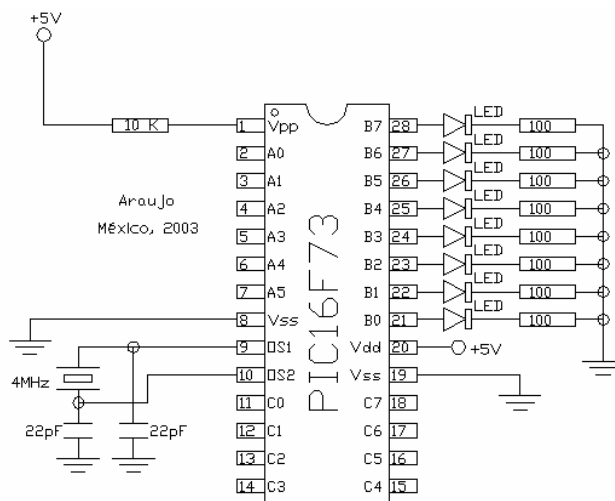 +5V
10 K
1 Vpp B7 28 LED 100
2 A0 B6 27 LED 100
3 A1 B5 26 LED 100
4 A2 B4 25 LED 100
5 A3 B3 24 LED 100
6 A4 B2 23 LED 100
7 A5 B1 22 LED 100
8 Vss B0 21 LED 100
9 OS1 Vdd 20 +5V
10 OS2 Vss 19
11 C0 C7 18
12 C1 C6 17
13 C2 C5 16
14 C3 C4 15
PIC16F73
Araujo
México, 2003
4MHz
22pF 22pF